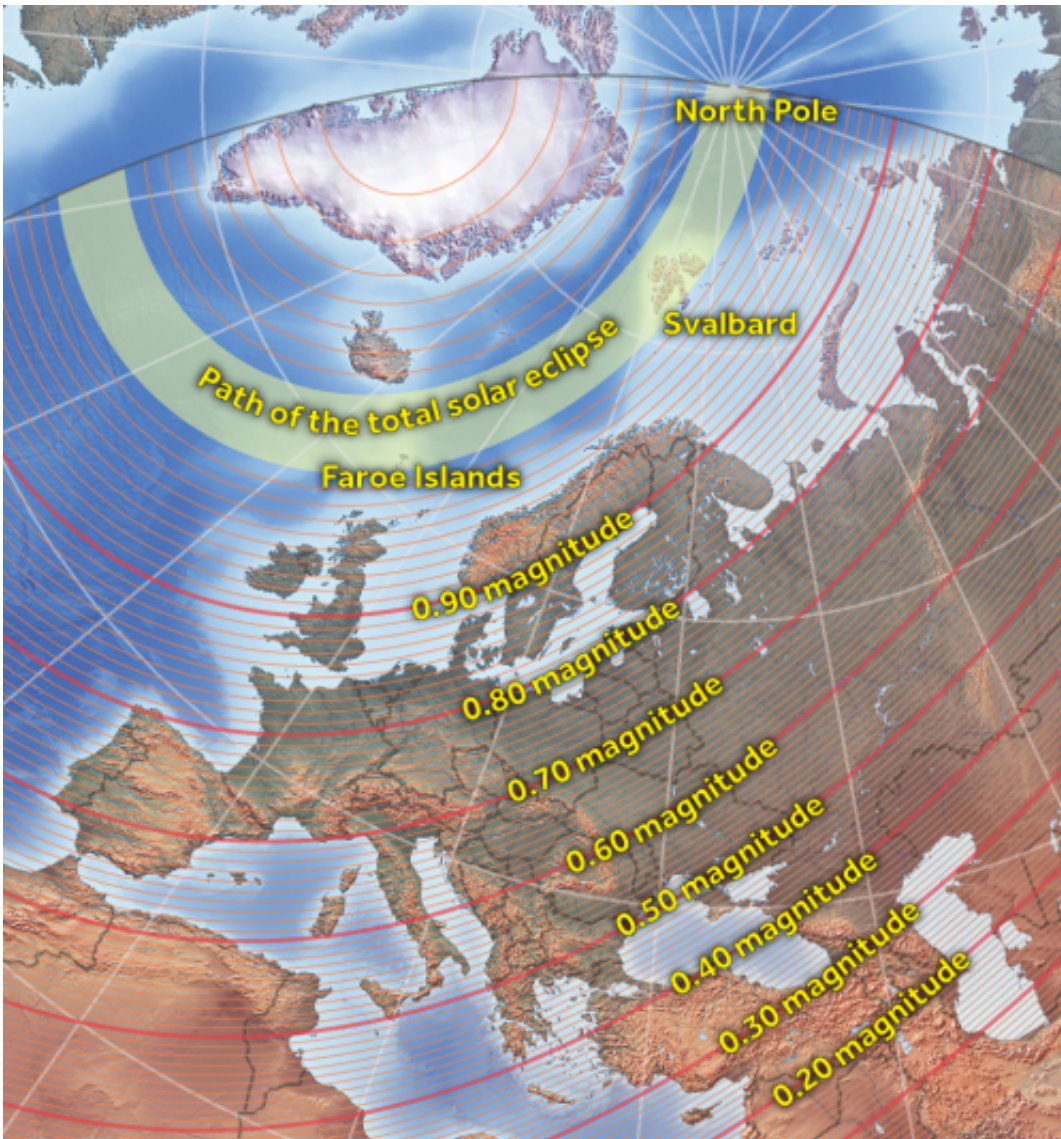 North Pole
Svalbard
Path of the total solar eclipse
Faroe Islands
0.90 magnitude
0.80 magnitude
0.70 magnitude
0.60 magnitude
0.50 magnitude
0.40 magnitude
0.30 magnitude
0.20 magnitude